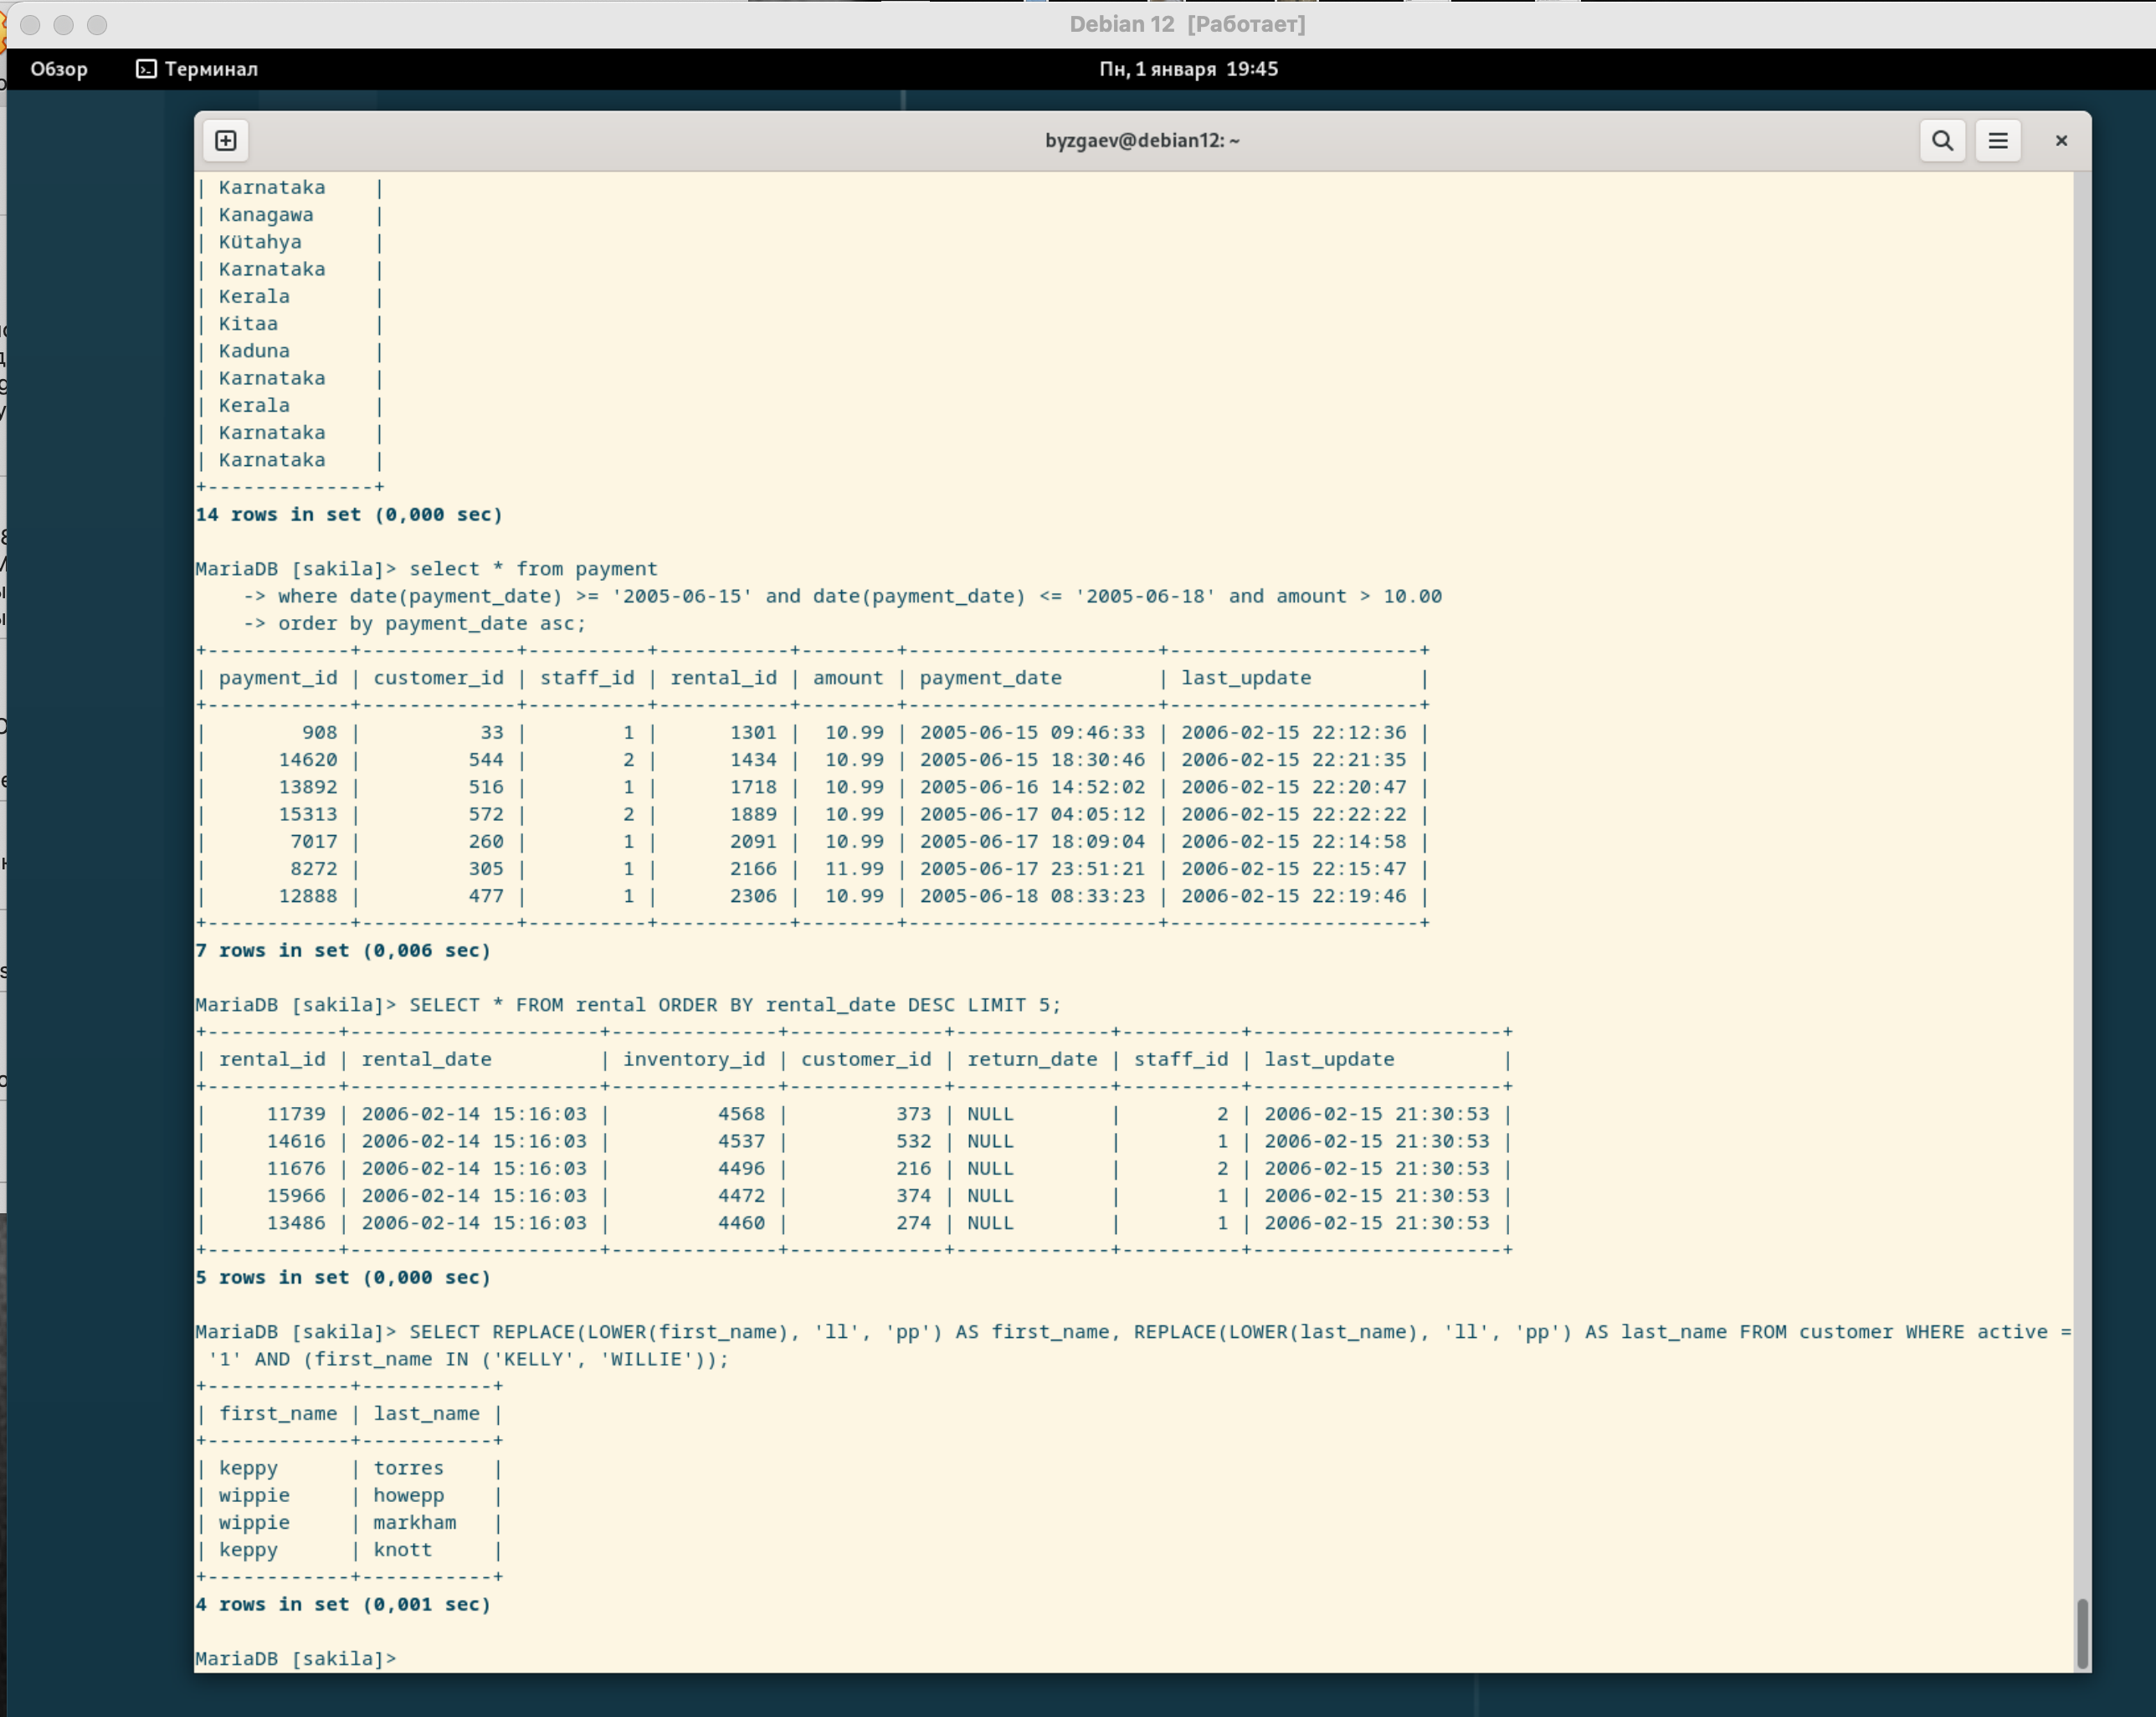 Debian 12 [Работает]
Обзор Терминал Пн, 1 января 19:45
byzgaev@debian12: ~
| Karnataka    |
| Kanagawa     |
| Kütahya      |
| Karnataka    |
| Kerala       |
| Kitaa        |
| Kaduna       |
| Karnataka    |
| Kerala       |
| Karnataka    |
| Karnataka    |
+--------------+
14 rows in set (0,000 sec)
MariaDB [sakila]> select * from payment
    -> where date(payment_date) >= '2005-06-15' and date(payment_date) <= '2005-06-18' and amount > 10.00
    -> order by payment_date asc;
+------------+-------------+----------+-----------+--------+---------------------+---------------------+
| payment_id | customer_id | staff_id | rental_id | amount | payment_date        | last_update         |
+------------+-------------+----------+-----------+--------+---------------------+---------------------+
|        908 |          33 |        1 |      1301 |  10.99 | 2005-06-15 09:46:33 | 2006-02-15 22:12:36 |
|      14620 |         544 |        2 |      1434 |  10.99 | 2005-06-15 18:30:46 | 2006-02-15 22:21:35 |
|      13892 |         516 |        1 |      1718 |  10.99 | 2005-06-16 14:52:02 | 2006-02-15 22:20:47 |
|      15313 |         572 |        2 |      1889 |  10.99 | 2005-06-17 04:05:12 | 2006-02-15 22:22:22 |
|       7017 |         260 |        1 |      2091 |  10.99 | 2005-06-17 18:09:04 | 2006-02-15 22:14:58 |
|       8272 |         305 |        1 |      2166 |  11.99 | 2005-06-17 23:51:21 | 2006-02-15 22:15:47 |
|      12888 |         477 |        1 |      2306 |  10.99 | 2005-06-18 08:33:23 | 2006-02-15 22:19:46 |
+------------+-------------+----------+-----------+--------+---------------------+---------------------+
7 rows in set (0,006 sec)
MariaDB [sakila]> SELECT * FROM rental ORDER BY rental_date DESC LIMIT 5;
+-----------+---------------------+--------------+-------------+-------------+----------+---------------------+
| rental_id | rental_date         | inventory_id | customer_id | return_date | staff_id | last_update         |
+-----------+---------------------+--------------+-------------+-------------+----------+---------------------+
|     11739 | 2006-02-14 15:16:03 |         4568 |         373 | NULL        |        2 | 2006-02-15 21:30:53 |
|     14616 | 2006-02-14 15:16:03 |         4537 |         532 | NULL        |        1 | 2006-02-15 21:30:53 |
|     11676 | 2006-02-14 15:16:03 |         4496 |         216 | NULL        |        2 | 2006-02-15 21:30:53 |
|     15966 | 2006-02-14 15:16:03 |         4472 |         374 | NULL        |        1 | 2006-02-15 21:30:53 |
|     13486 | 2006-02-14 15:16:03 |         4460 |         274 | NULL        |        1 | 2006-02-15 21:30:53 |
+-----------+---------------------+--------------+-------------+-------------+----------+---------------------+
5 rows in set (0,000 sec)
MariaDB [sakila]> SELECT REPLACE(LOWER(first_name), 'll', 'pp') AS first_name, REPLACE(LOWER(last_name), 'll', 'pp') AS last_name FROM customer WHERE active =
 '1' AND (first_name IN ('KELLY', 'WILLIE'));
+------------+-----------+
| first_name | last_name |
+------------+-----------+
| keppy      | torres    |
| wippie     | howepp    |
| wippie     | markham   |
| keppy      | knott     |
+------------+-----------+
4 rows in set (0,001 sec)
MariaDB [sakila]>